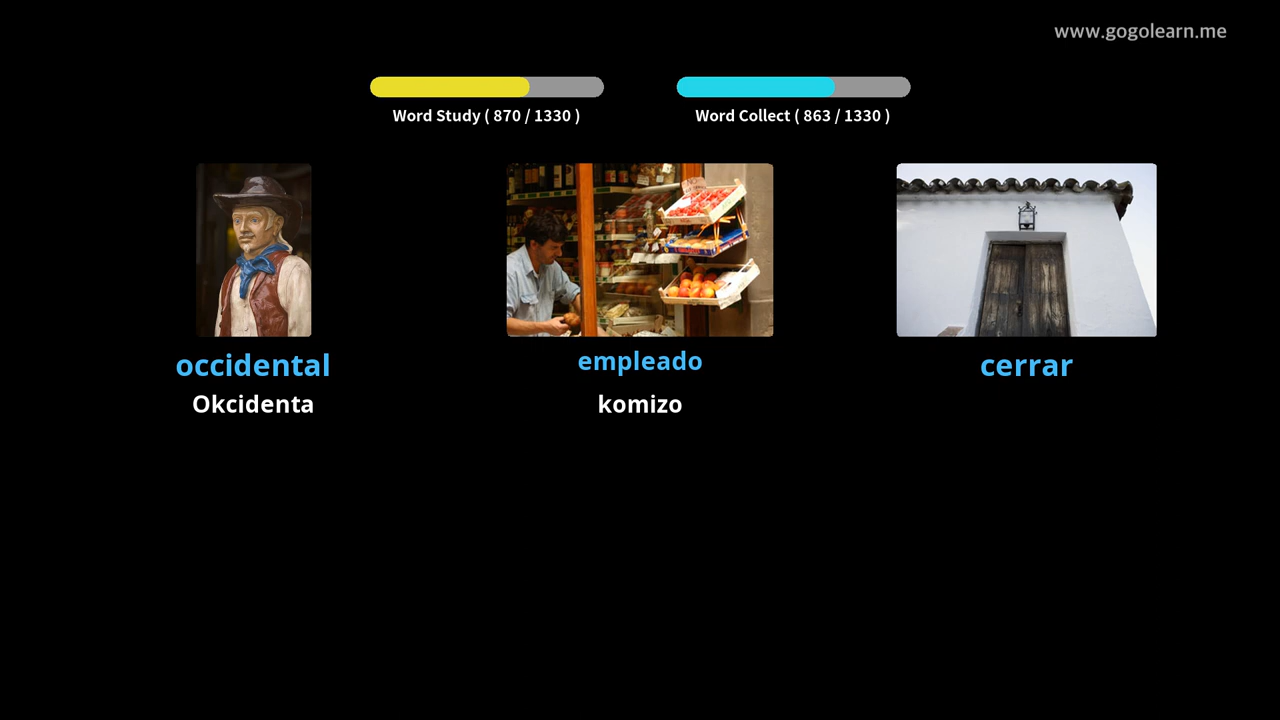 www.gogolearn.me
Word Study ( 870 / 1330 )
Word Collect ( 863 / 1330 )
occidental
Okcidenta
empleado
komizo
cerrar